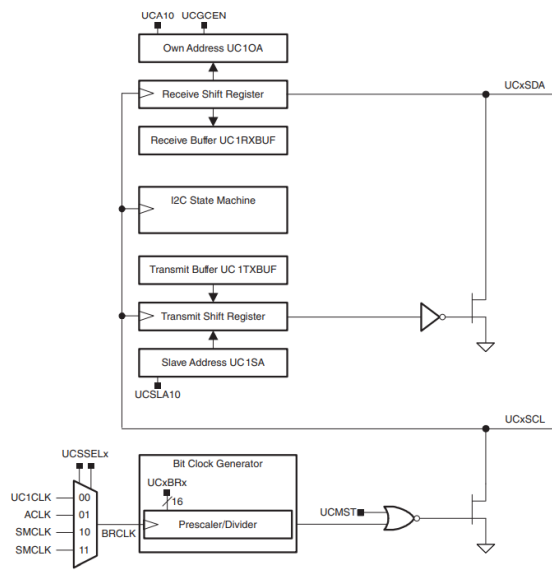 UCA10 UCGCEN
Own Address UC1OA
UCxSDA
Receive Shift Register
Receive Buffer UC1RXBUF
I2C State Machine
Transmit Buffer UC 1TXBUF
Transmit Shift Register
Slave Address UC1SA
UCSLA10
UCxSCL
UCSSELx
Bit Clock Generator
UCxBRx
16
UC1CLK 00
ACLK 01
SMCLK 10
SMCLK 11
BRCLK
Prescaler/Divider
UCMST